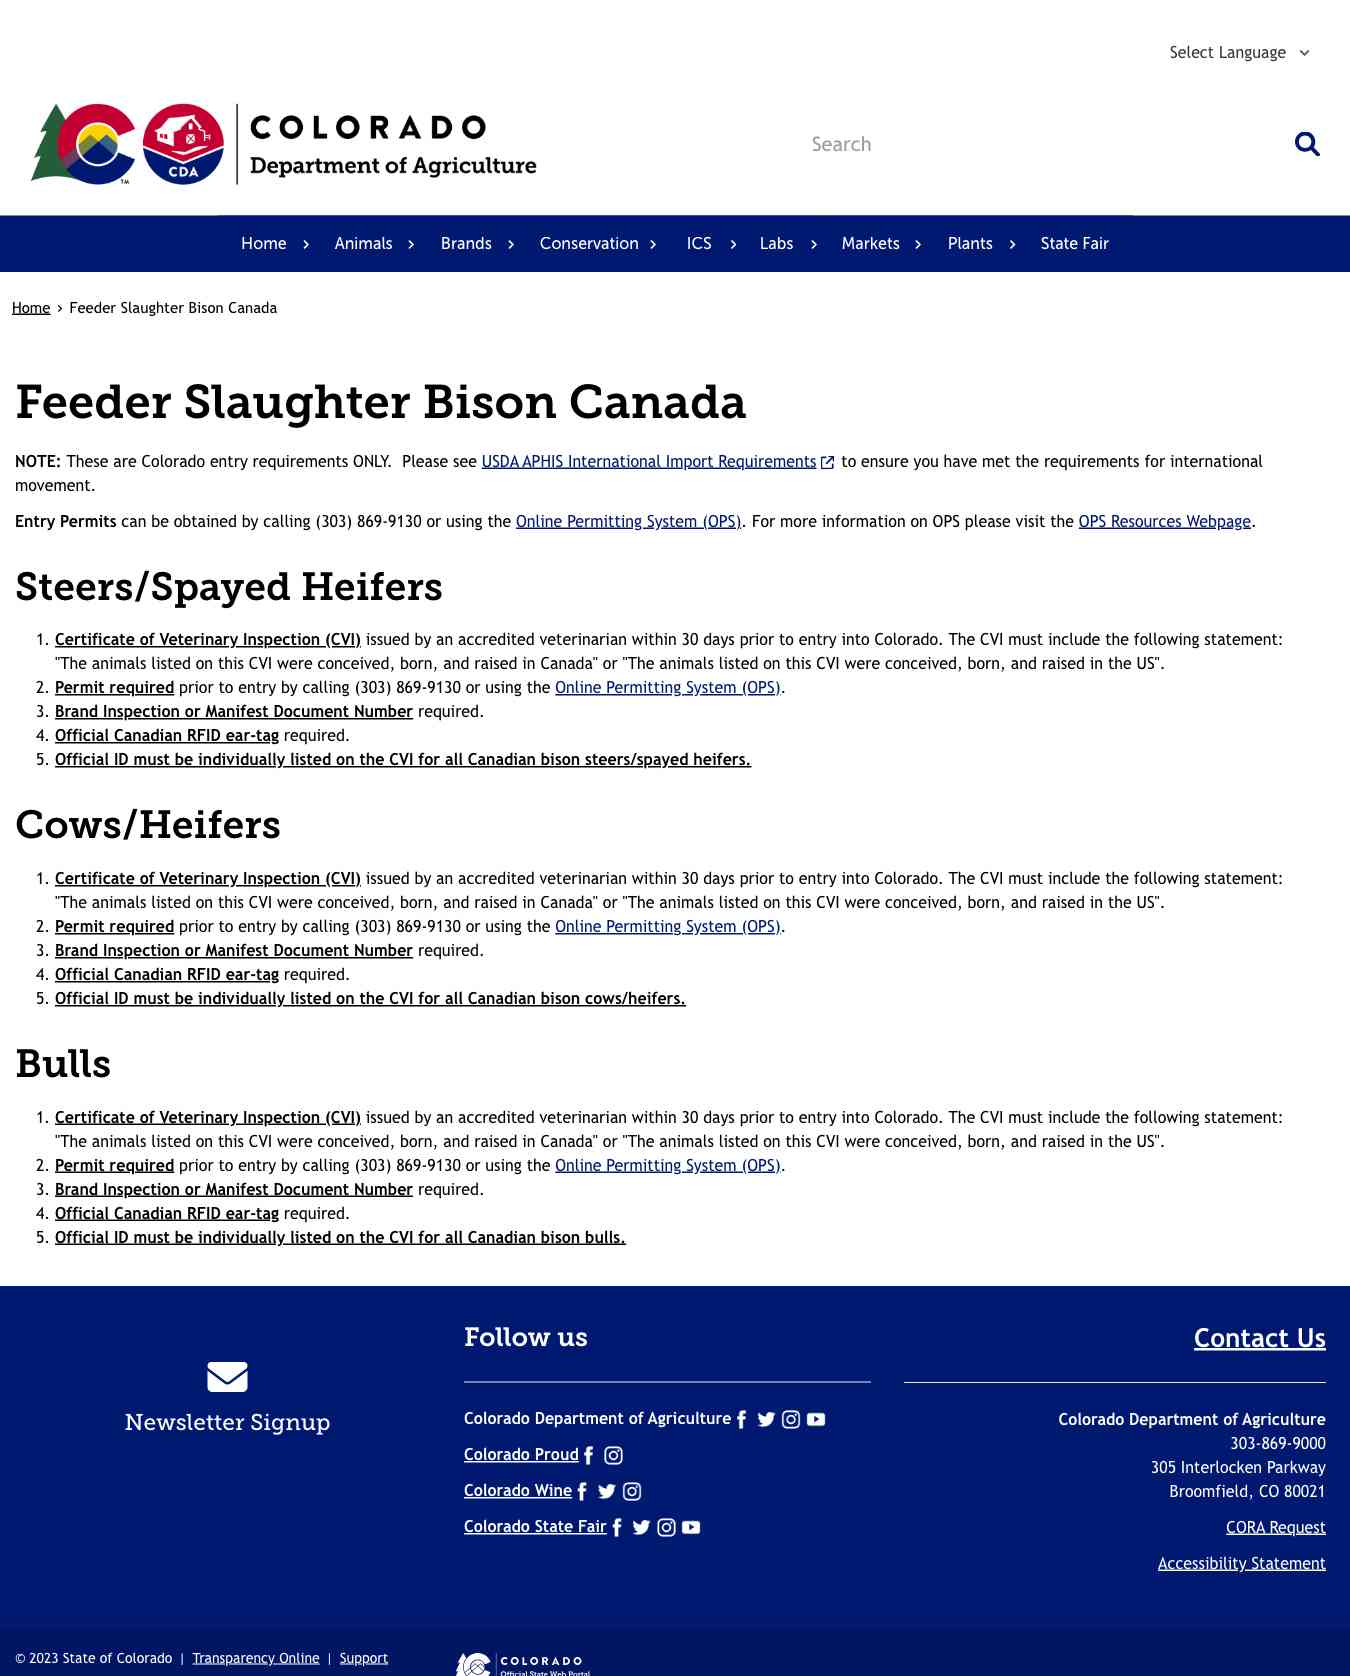 Select Language
COLORADO
Department of Agriculture
CDA
TM
Search
Home Animals Brands Conservation ICS Labs Markets Plants State Fair
Home › Feeder Slaughter Bison Canada
Feeder Slaughter Bison Canada
NOTE: These are Colorado entry requirements ONLY.  Please see USDA APHIS International Import Requirements to ensure you have met the requirements for international
movement.
Entry Permits can be obtained by calling (303) 869-9130 or using the Online Permitting System (OPS). For more information on OPS please visit the OPS Resources Webpage.
Steers/Spayed Heifers
1. Certificate of Veterinary Inspection (CVI) issued by an accredited veterinarian within 30 days prior to entry into Colorado. The CVI must include the following statement:
"The animals listed on this CVI were conceived, born, and raised in Canada" or "The animals listed on this CVI were conceived, born, and raised in the US".
2. Permit required prior to entry by calling (303) 869-9130 or using the Online Permitting System (OPS).
3. Brand Inspection or Manifest Document Number required.
4. Official Canadian RFID ear-tag required.
5. Official ID must be individually listed on the CVI for all Canadian bison steers/spayed heifers.
Cows/Heifers
1. Certificate of Veterinary Inspection (CVI) issued by an accredited veterinarian within 30 days prior to entry into Colorado. The CVI must include the following statement:
"The animals listed on this CVI were conceived, born, and raised in Canada" or "The animals listed on this CVI were conceived, born, and raised in the US".
2. Permit required prior to entry by calling (303) 869-9130 or using the Online Permitting System (OPS).
3. Brand Inspection or Manifest Document Number required.
4. Official Canadian RFID ear-tag required.
5. Official ID must be individually listed on the CVI for all Canadian bison cows/heifers.
Bulls
1. Certificate of Veterinary Inspection (CVI) issued by an accredited veterinarian within 30 days prior to entry into Colorado. The CVI must include the following statement:
"The animals listed on this CVI were conceived, born, and raised in Canada" or "The animals listed on this CVI were conceived, born, and raised in the US".
2. Permit required prior to entry by calling (303) 869-9130 or using the Online Permitting System (OPS).
3. Brand Inspection or Manifest Document Number required.
4. Official Canadian RFID ear-tag required.
5. Official ID must be individually listed on the CVI for all Canadian bison bulls.
Newsletter Signup
Follow us
Colorado Department of Agriculture
Colorado Proud
Colorado Wine
Colorado State Fair
Contact Us
Colorado Department of Agriculture
303-869-9000
305 Interlocken Parkway
Broomfield, CO 80021
CORA Request
Accessibility Statement
© 2023 State of Colorado | Transparency Online | Support
COLORADO
Official State Web Portal